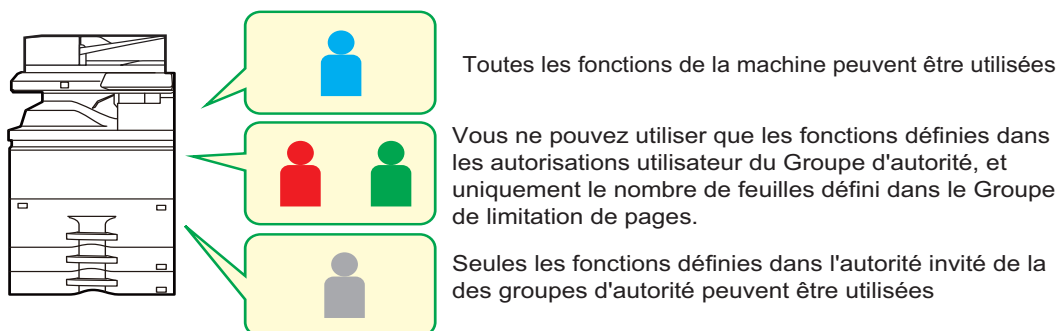 Toutes les fonctions de la machine peuvent être utilisées
Vous ne pouvez utiliser que les fonctions définies dans
les autorisations utilisateur du Groupe d'autorité, et
uniquement le nombre de feuilles défini dans le Groupe
de limitation de pages.
Seules les fonctions définies dans l'autorité invité de la
des groupes d'autorité peuvent être utilisées